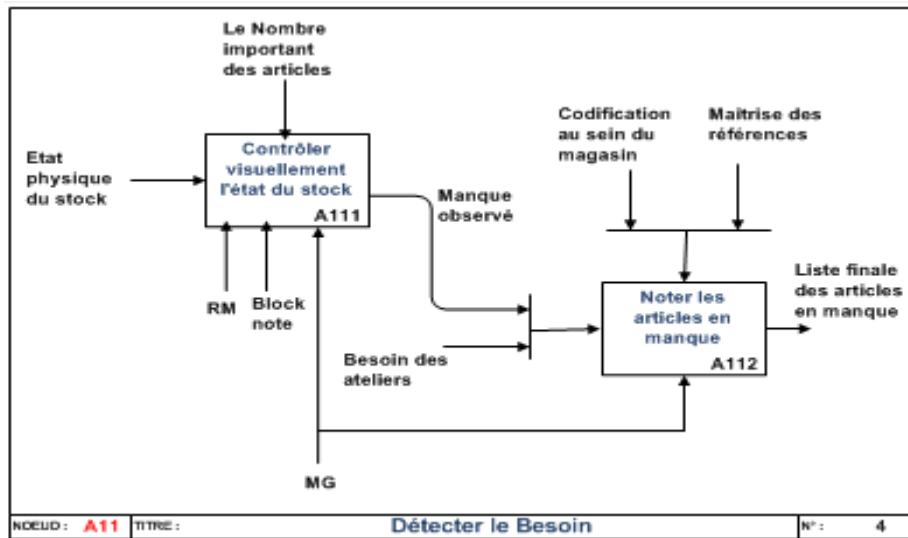 Le Nombre
important
des articles
Codification
au sein du
magasin
Maîtrise des
références
Etat
physique
du stock
Contrôler
visuellement
l'état du stock
A111
Manque
observé
RM
Block
note
Liste finale
des articles
en manque
Noter les
articles en
manque
A112
Besoin des
ateliers
MG
NOEUD : A11 TITRE : Détecter le Besoin N° : 4